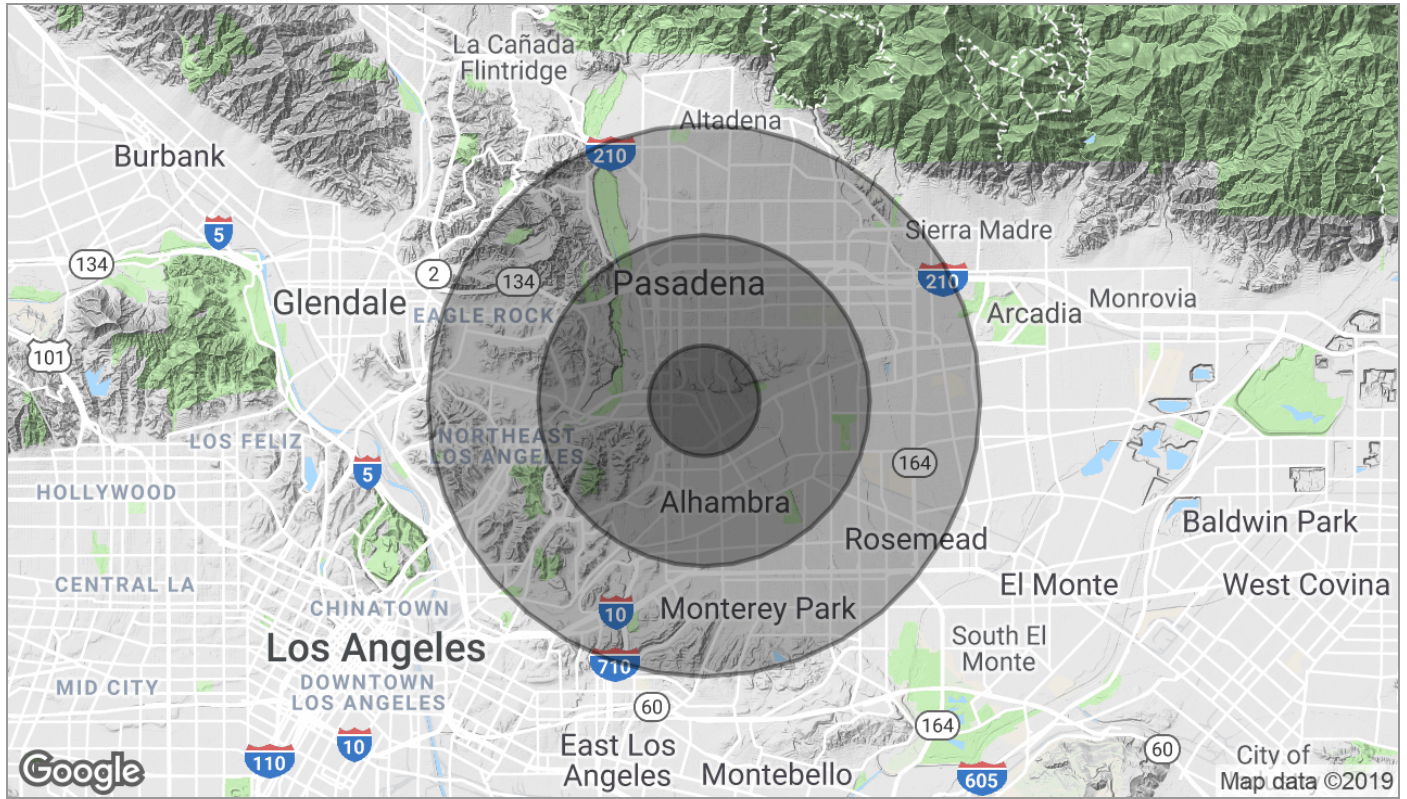 La Cañada
Flintridge
Altadena
Burbank
210
5
Sierra Madre
134
2
134
210
Pasadena
Glendale
EAGLE ROCK
Monrovia
Arcadia
101
LOS FELIZ
NORTHEAST
LOS ANGELES
5
164
HOLLYWOOD
Alhambra
Baldwin Park
Rosemead
CENTRAL LA
El Monte
West Covina
CHINATOWN
10
Monterey Park
Los Angeles
South El
Monte
710
MID CITY
DOWNTOWN
LOS ANGELES
60
164
10
110
East Los
Angeles
Montebello
60
605
City of
Google
Map data ©2019